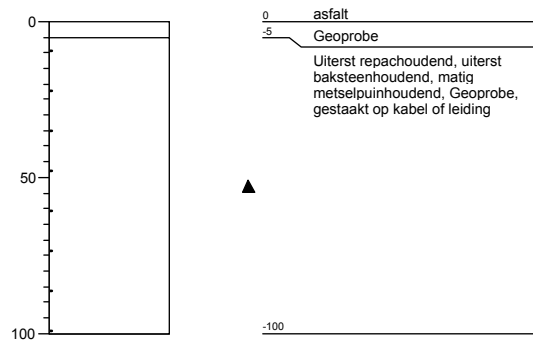 0
50
100
0
asfalt
-5
Geoprobe
Uiterst repachoudend, uiterst
baksteenhoudend, matig
metselpuinhoudend, Geoprobe,
gestaakt op kabel of leiding
-100